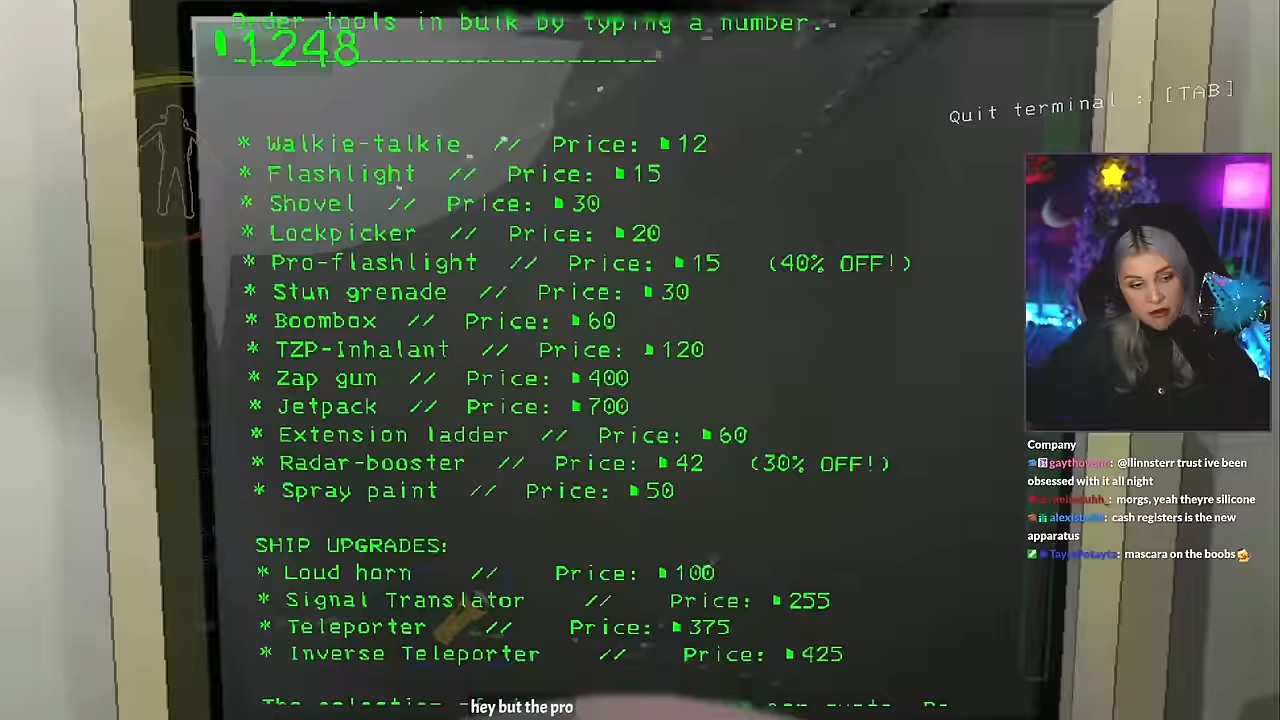 Order tools in bulk by typing a number.
1248
----------------------------
Quit terminal : [TAB]
* Walkie-talkie // Price: ▮12
* Flashlight // Price: ▮15
* Shovel // Price: ▮30
* Lockpicker // Price: ▮20
* Pro-flashlight // Price: ▮15 (40% OFF!)
* Stun grenade // Price: ▮30
* Boombox // Price: ▮60
* TZP-Inhalant // Price: ▮120
* Zap gun // Price: ▮400
* Jetpack // Price: ▮700
* Extension ladder // Price: ▮60
* Radar-booster // Price: ▮42 (30% OFF!)
* Spray paint // Price: ▮50
SHIP UPGRADES:
* Loud horn // Price: ▮100
* Signal Translator // Price: ▮255
* Teleporter // Price: ▮375
* Inverse Teleporter // Price: ▮425
The selection
hey but the pro
Company
: @llinnsterr trust ive been
obsessed with it all night
: morgs, yeah theyre silicone
: cash registers is the new
apparatus
: mascara on the boobs